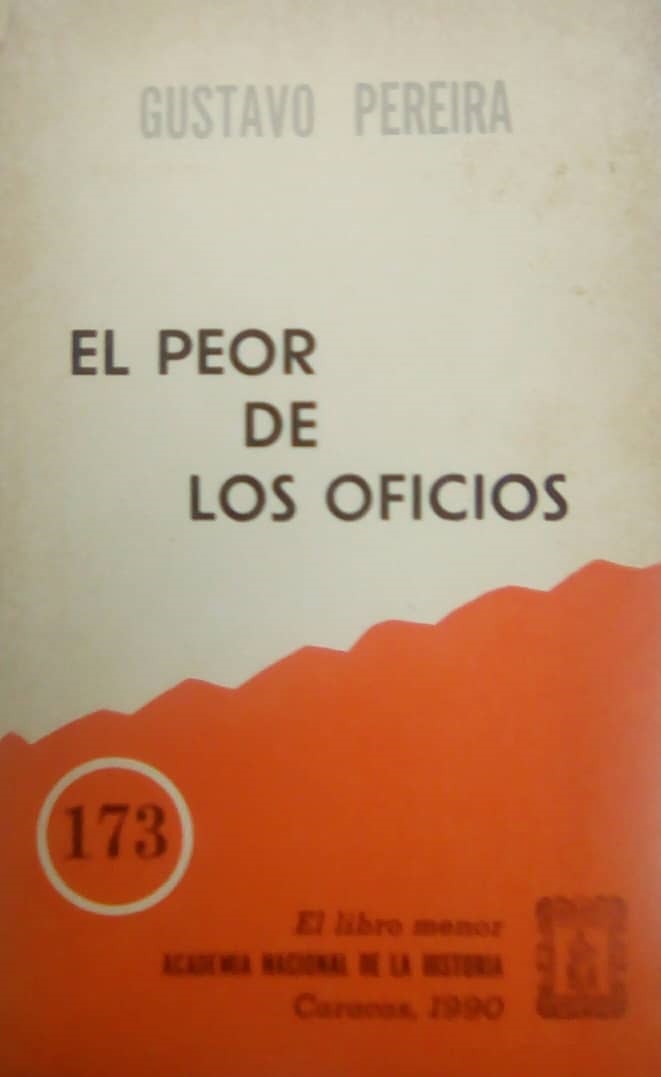 GUSTAVO PEREIRA
EL PEOR
DE
LOS OFICIOS
173
El libro menor
ACADEMIA NACIONAL DE LA HISTORIA
Caracas, 1990